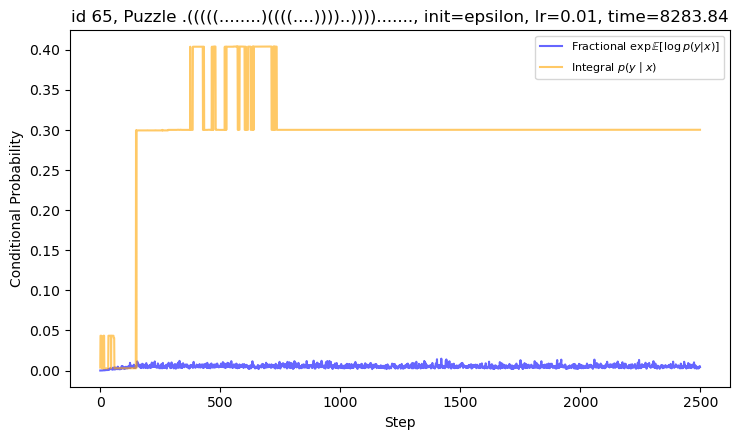 id 65, Puzzle .(((((........)((((....))))..))))......., init=epsilon, lr=0.01, time=8283.84
Fractional exp𝔼[log p(y|x)]
Integral p(y | x)
Conditional Probability
0.40
0.35
0.30
0.25
0.20
0.15
0.10
0.05
0.00
0 500 1000 1500 2000 2500
Step